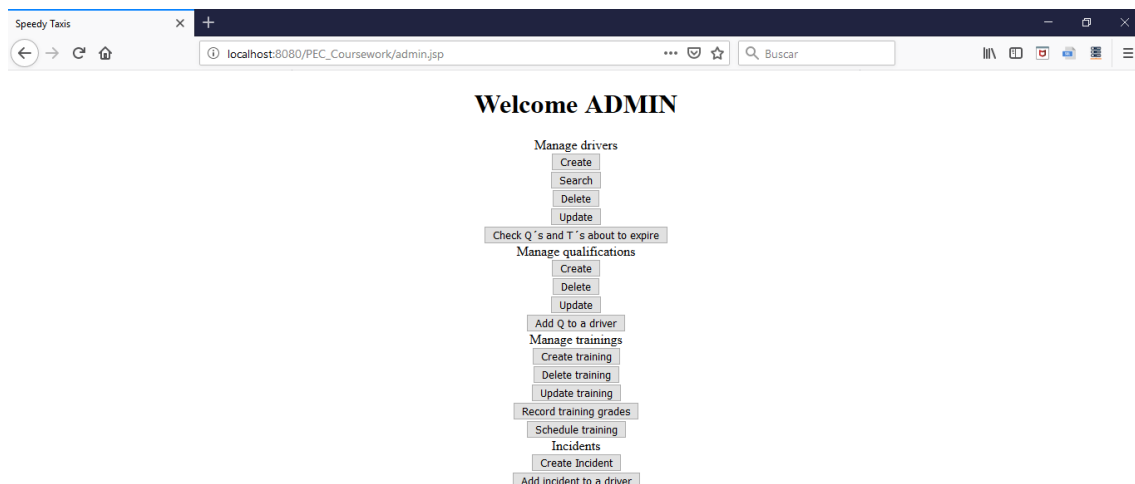 Speedy Taxis
localhost:8080/PEC_Coursework/admin.jsp
Buscar
Welcome ADMIN
Manage drivers
Create
Search
Delete
Update
Check Q´s and T´s about to expire
Manage qualifications
Create
Delete
Update
Add Q to a driver
Manage trainings
Create training
Delete training
Update training
Record training grades
Schedule training
Incidents
Create Incident
Add incident to a driver